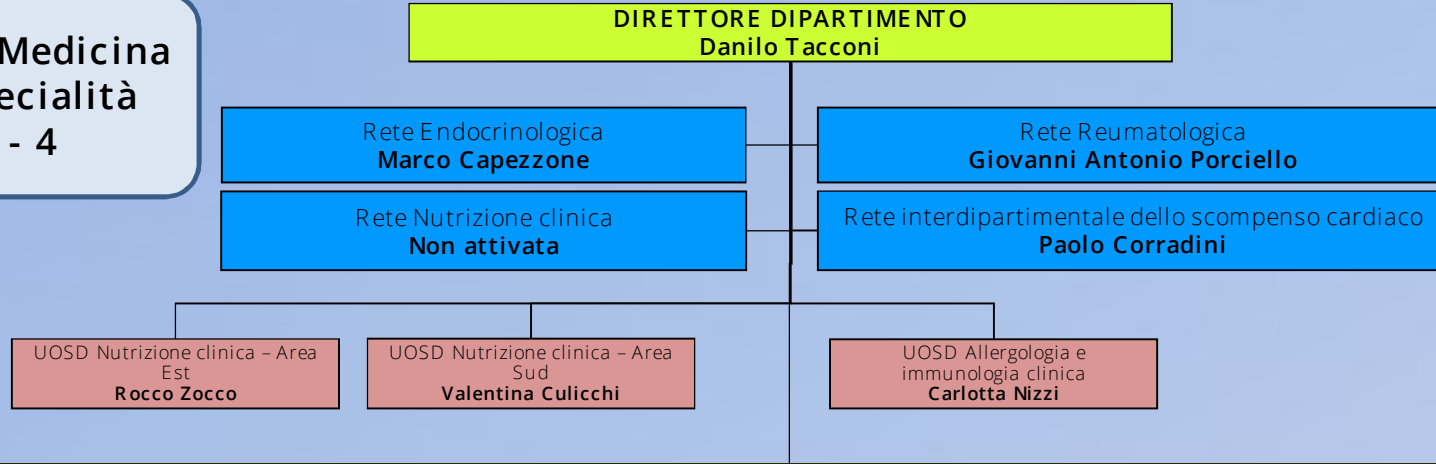 Medicina
ecialità
- 4
DIRETTORE DIPARTIMENTO
Danilo Tacconi
Rete Endocrinologica
Marco Capezzone
Rete Reumatologica
Giovanni Antonio Porciello
Rete Nutrizione clinica
Non attivata
Rete interdipartimentale dello scompenso cardiaco
Paolo Corradini
UOSD Nutrizione clinica – Area
Est
Rocco Zocco
UOSD Nutrizione clinica – Area
Sud
Valentina Culicchi
UOSD Allergologia e
immunologia clinica
Carlotta Nizzi